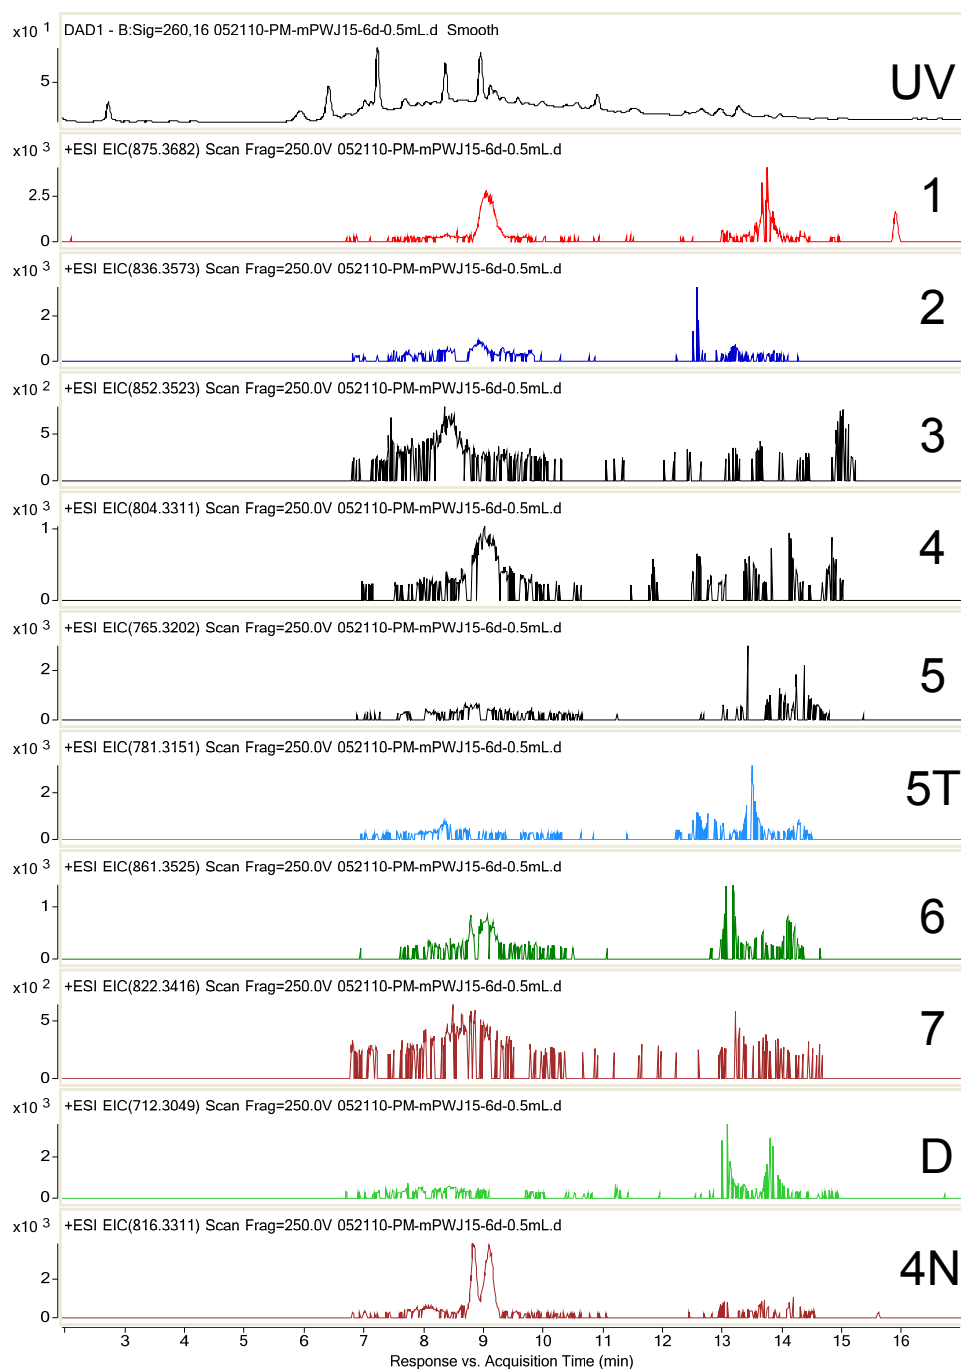 x10 1 DAD1 - B:Sig=260,16 052110-PM-mPWJ15-6d-0.5mL.d Smooth
5
UV
x10 3 +ESI EIC(875.3682) Scan Frag=250.0V 052110-PM-mPWJ15-6d-0.5mL.d
2.5
0
1
x10 3 +ESI EIC(836.3573) Scan Frag=250.0V 052110-PM-mPWJ15-6d-0.5mL.d
2
0
2
x10 2 +ESI EIC(852.3523) Scan Frag=250.0V 052110-PM-mPWJ15-6d-0.5mL.d
5
0
3
x10 3 +ESI EIC(804.3311) Scan Frag=250.0V 052110-PM-mPWJ15-6d-0.5mL.d
1
0
4
x10 3 +ESI EIC(765.3202) Scan Frag=250.0V 052110-PM-mPWJ15-6d-0.5mL.d
2
0
5
x10 3 +ESI EIC(781.3151) Scan Frag=250.0V 052110-PM-mPWJ15-6d-0.5mL.d
2
0
5T
x10 3 +ESI EIC(861.3525) Scan Frag=250.0V 052110-PM-mPWJ15-6d-0.5mL.d
1
0
6
x10 2 +ESI EIC(822.3416) Scan Frag=250.0V 052110-PM-mPWJ15-6d-0.5mL.d
5
0
7
x10 3 +ESI EIC(712.3049) Scan Frag=250.0V 052110-PM-mPWJ15-6d-0.5mL.d
2
0
D
x10 3 +ESI EIC(816.3311) Scan Frag=250.0V 052110-PM-mPWJ15-6d-0.5mL.d
2
0
4N
3 4 5 6 7 8 9 10 11 12 13 14 15 16
Response vs. Acquisition Time (min)